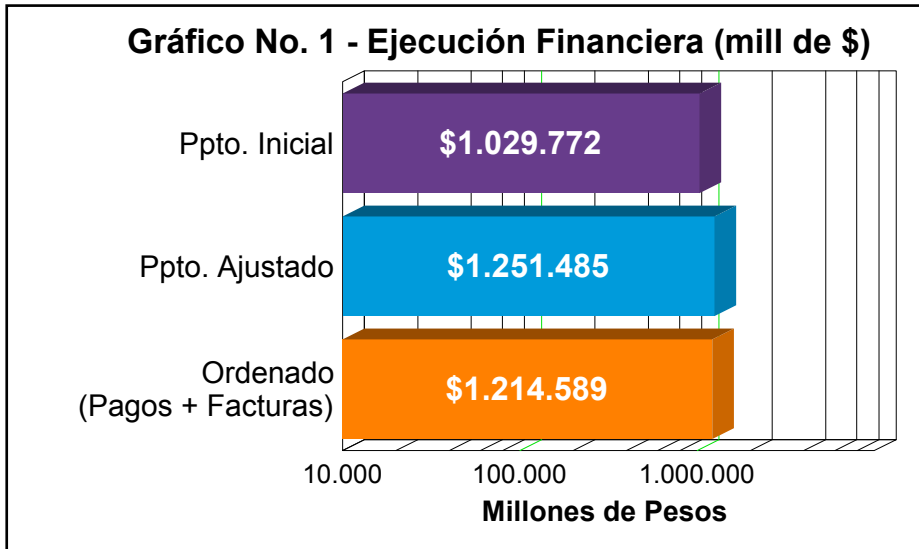 Gráfico No. 1 - Ejecución Financiera (mill de $)
Ppto. Inicial
$1.029.772
Ppto. Ajustado
$1.251.485
Ordenado
(Pagos + Facturas)
$1.214.589
10.000
100.000
1.000.000
Millones de Pesos